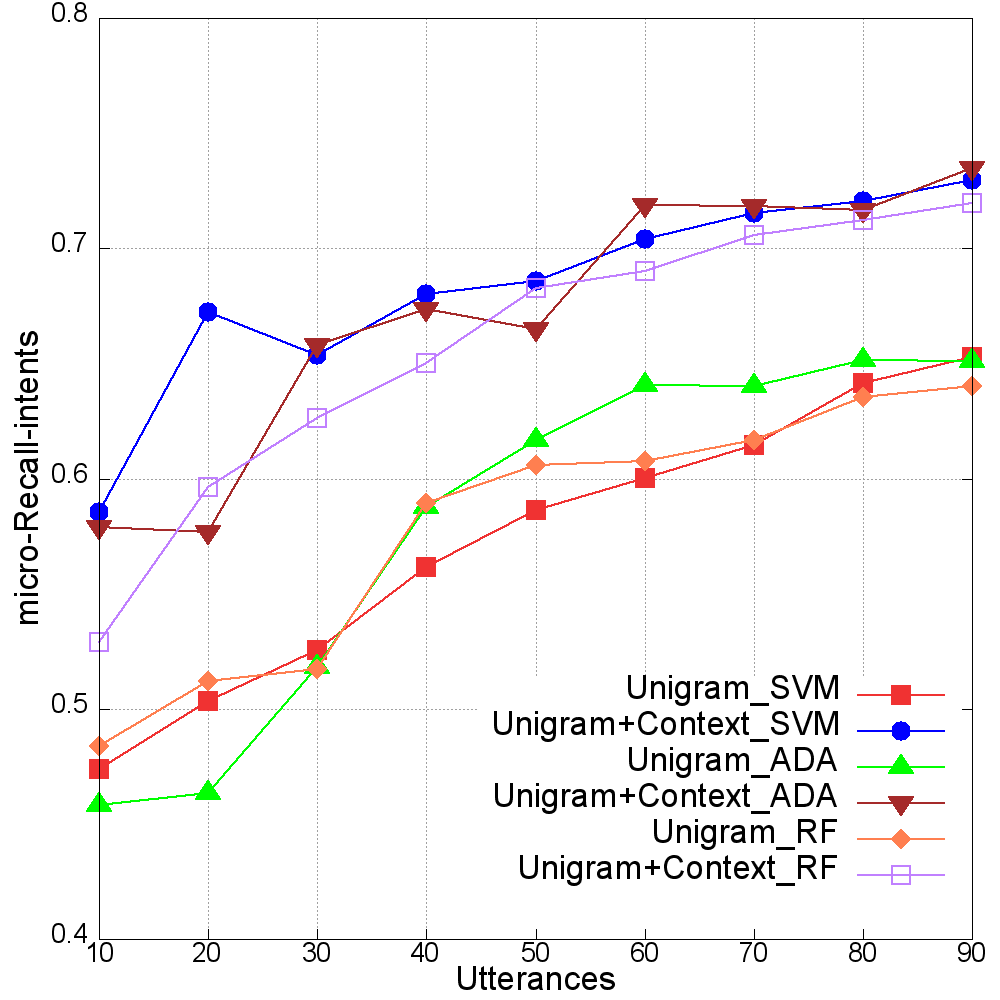 0.8
0.7
0.6
0.5
0.4
micro-Recall-intents
Unigram_SVM
Unigram+Context_SVM
Unigram_ADA
Unigram+Context_ADA
Unigram_RF
Unigram+Context_RF
10 20 30 40 50 60 70 80 90
Utterances